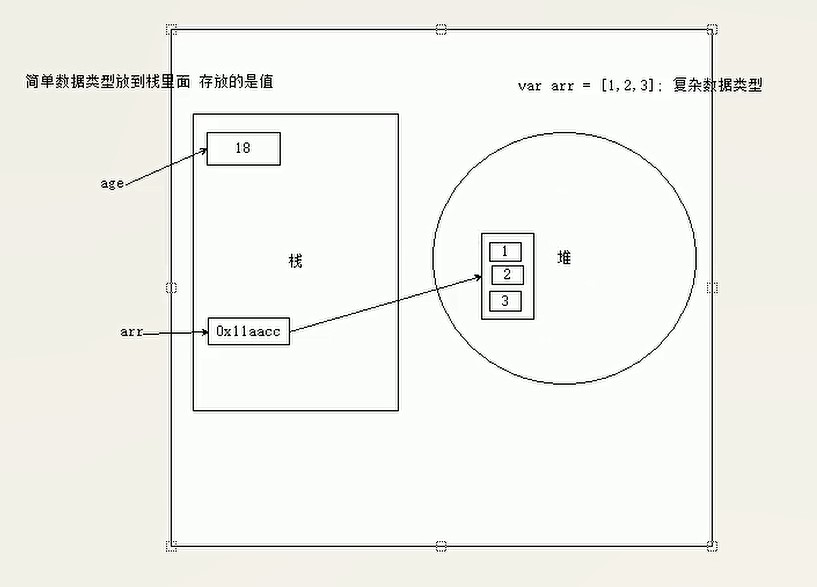 简单数据类型放到栈里面 存放的是值
var arr = [1,2,3]; 复杂数据类型
18
age
栈
堆
1
2
3
arr
0x11aacc